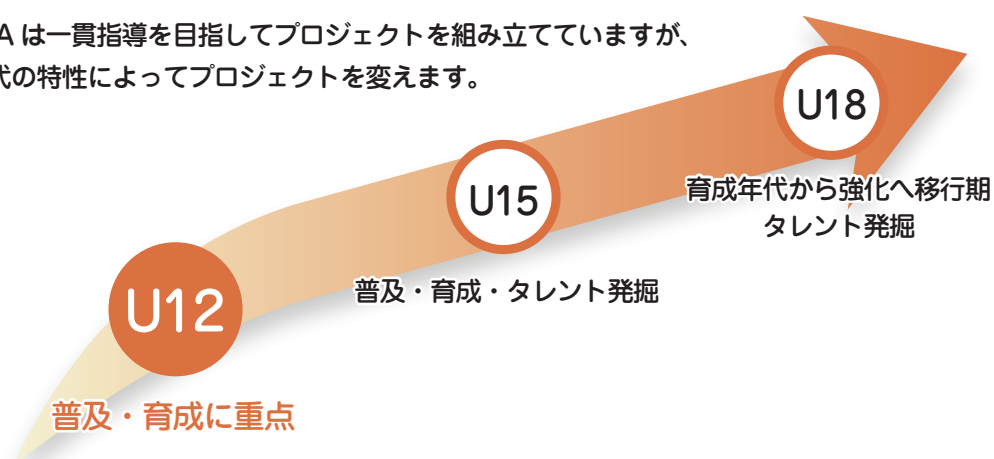 A は一貫指導を目指してプロジェクトを組み立てていますが、
代の特性によってプロジェクトを変えます。
U18
育成年代から強化へ移行期
タレント発掘
U15
普及・育成・タレント発掘
U12
普及・育成に重点